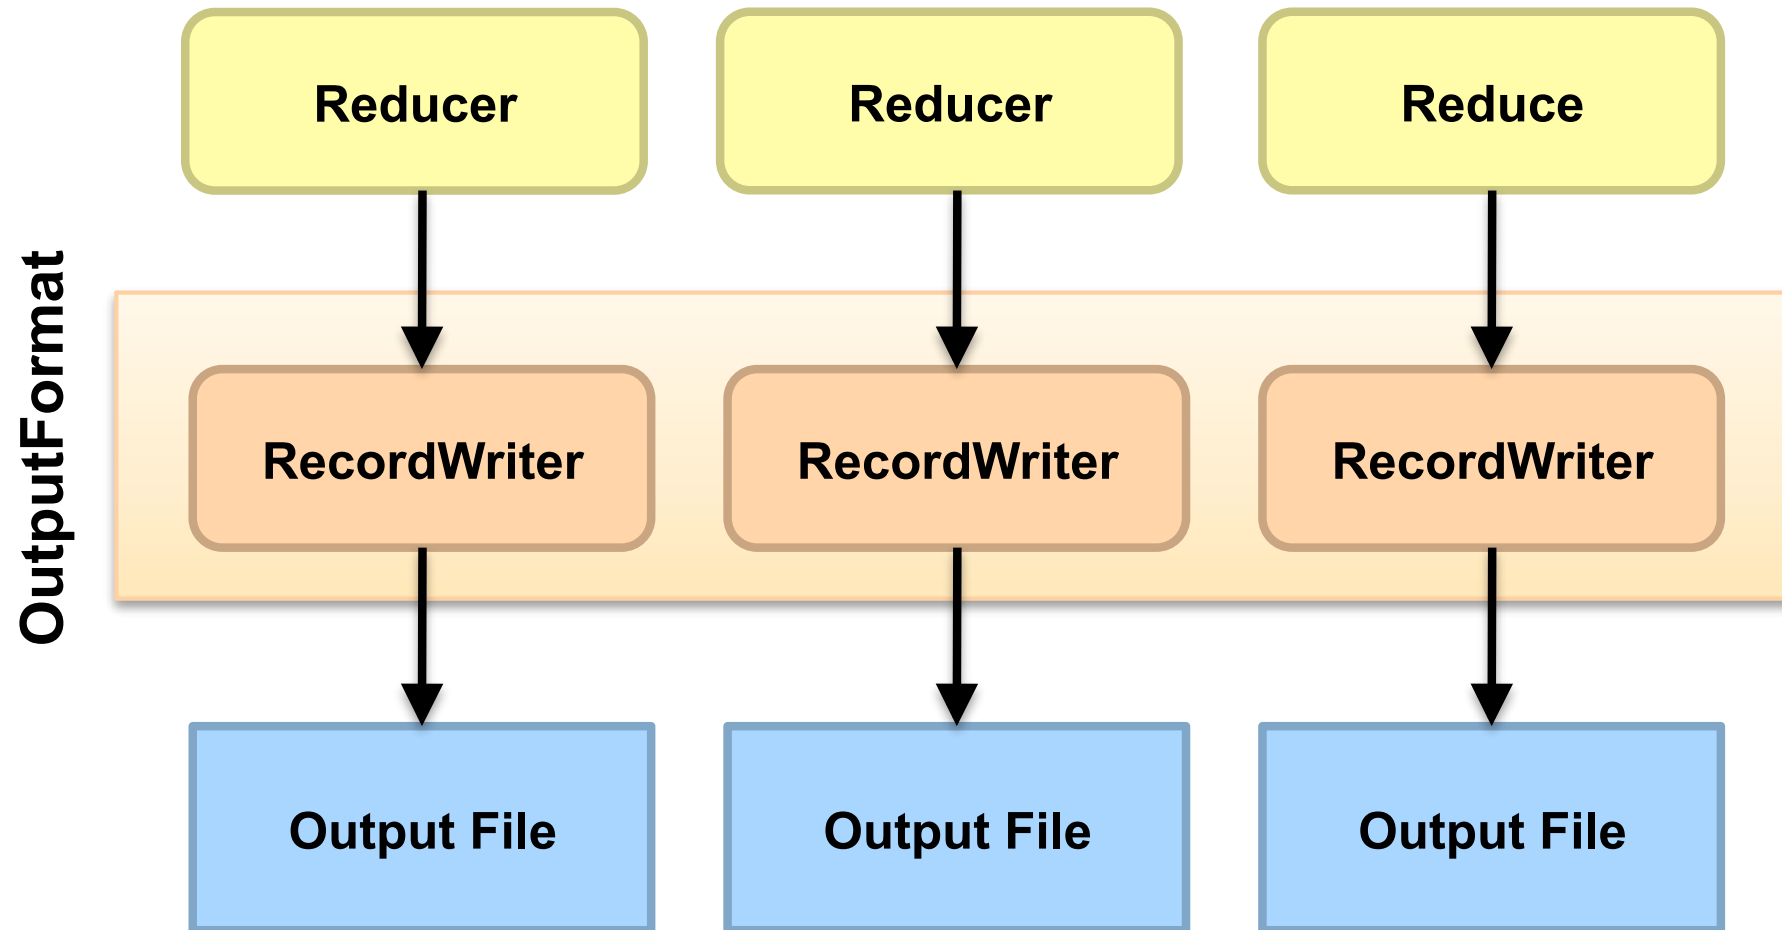 Reducer
Reducer
Reduce
OutputFormat
RecordWriter
RecordWriter
RecordWriter
Output File
Output File
Output File